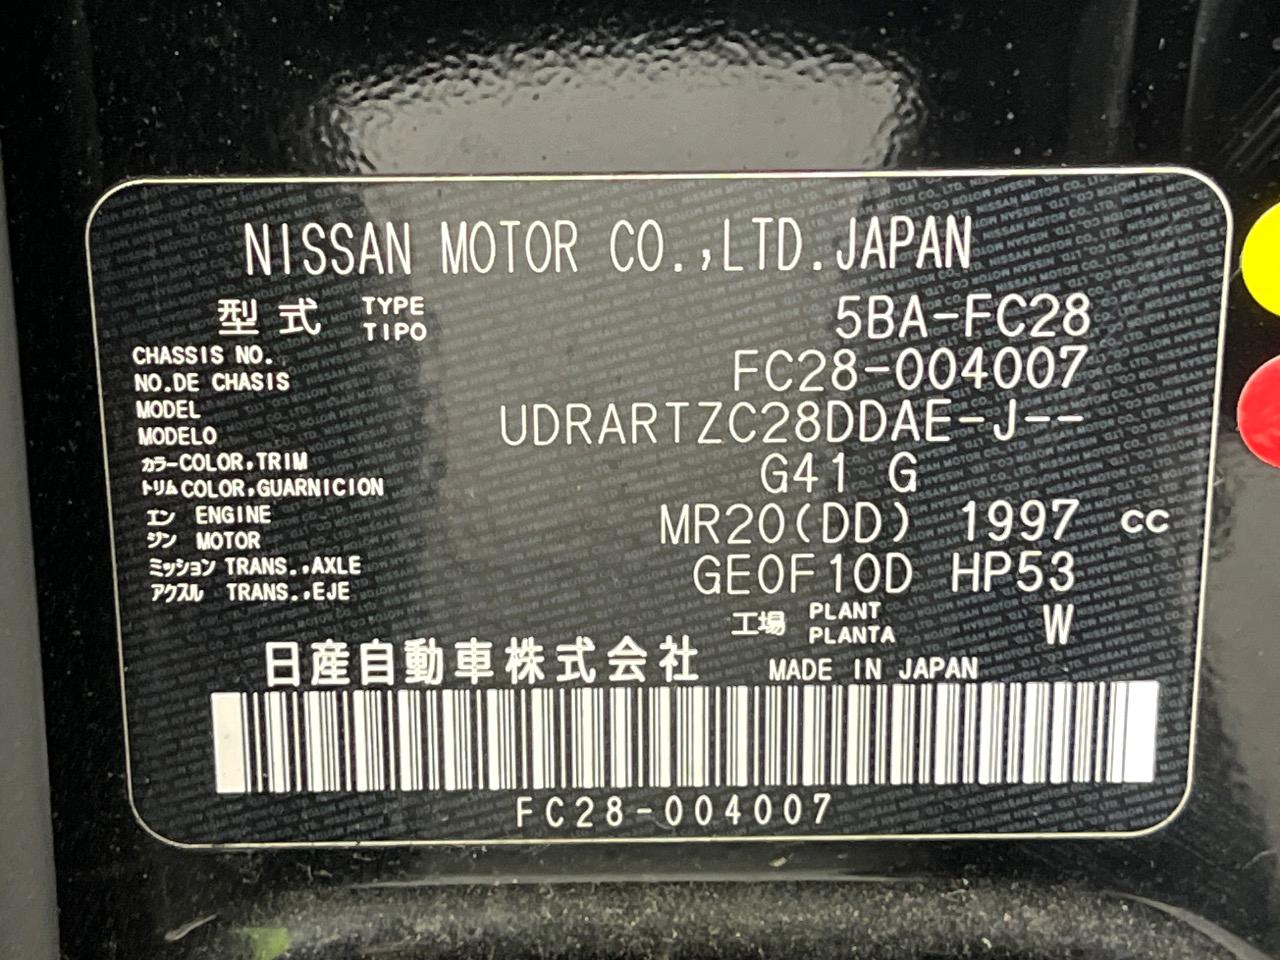 NISSAN MOTOR CO.,LTD.JAPAN
型式 TYPE TIPO 5BA-FC28
CHASSIS NO. NO.DE CHASIS FC28-004007
MODEL MODELO UDRARTZC28DDAE-J--
カラー COLOR,TRIM トリム COLOR,GUARNICION G41 G
エンジン ENGINE MOTOR MR20(DD) 1997 CC
ミッション TRANS.,AXLE アクスル TRANS.,EJE GE0F10D HP53
工場 PLANT PLANTA W
日産自動車株式会社 MADE IN JAPAN
FC28-004007